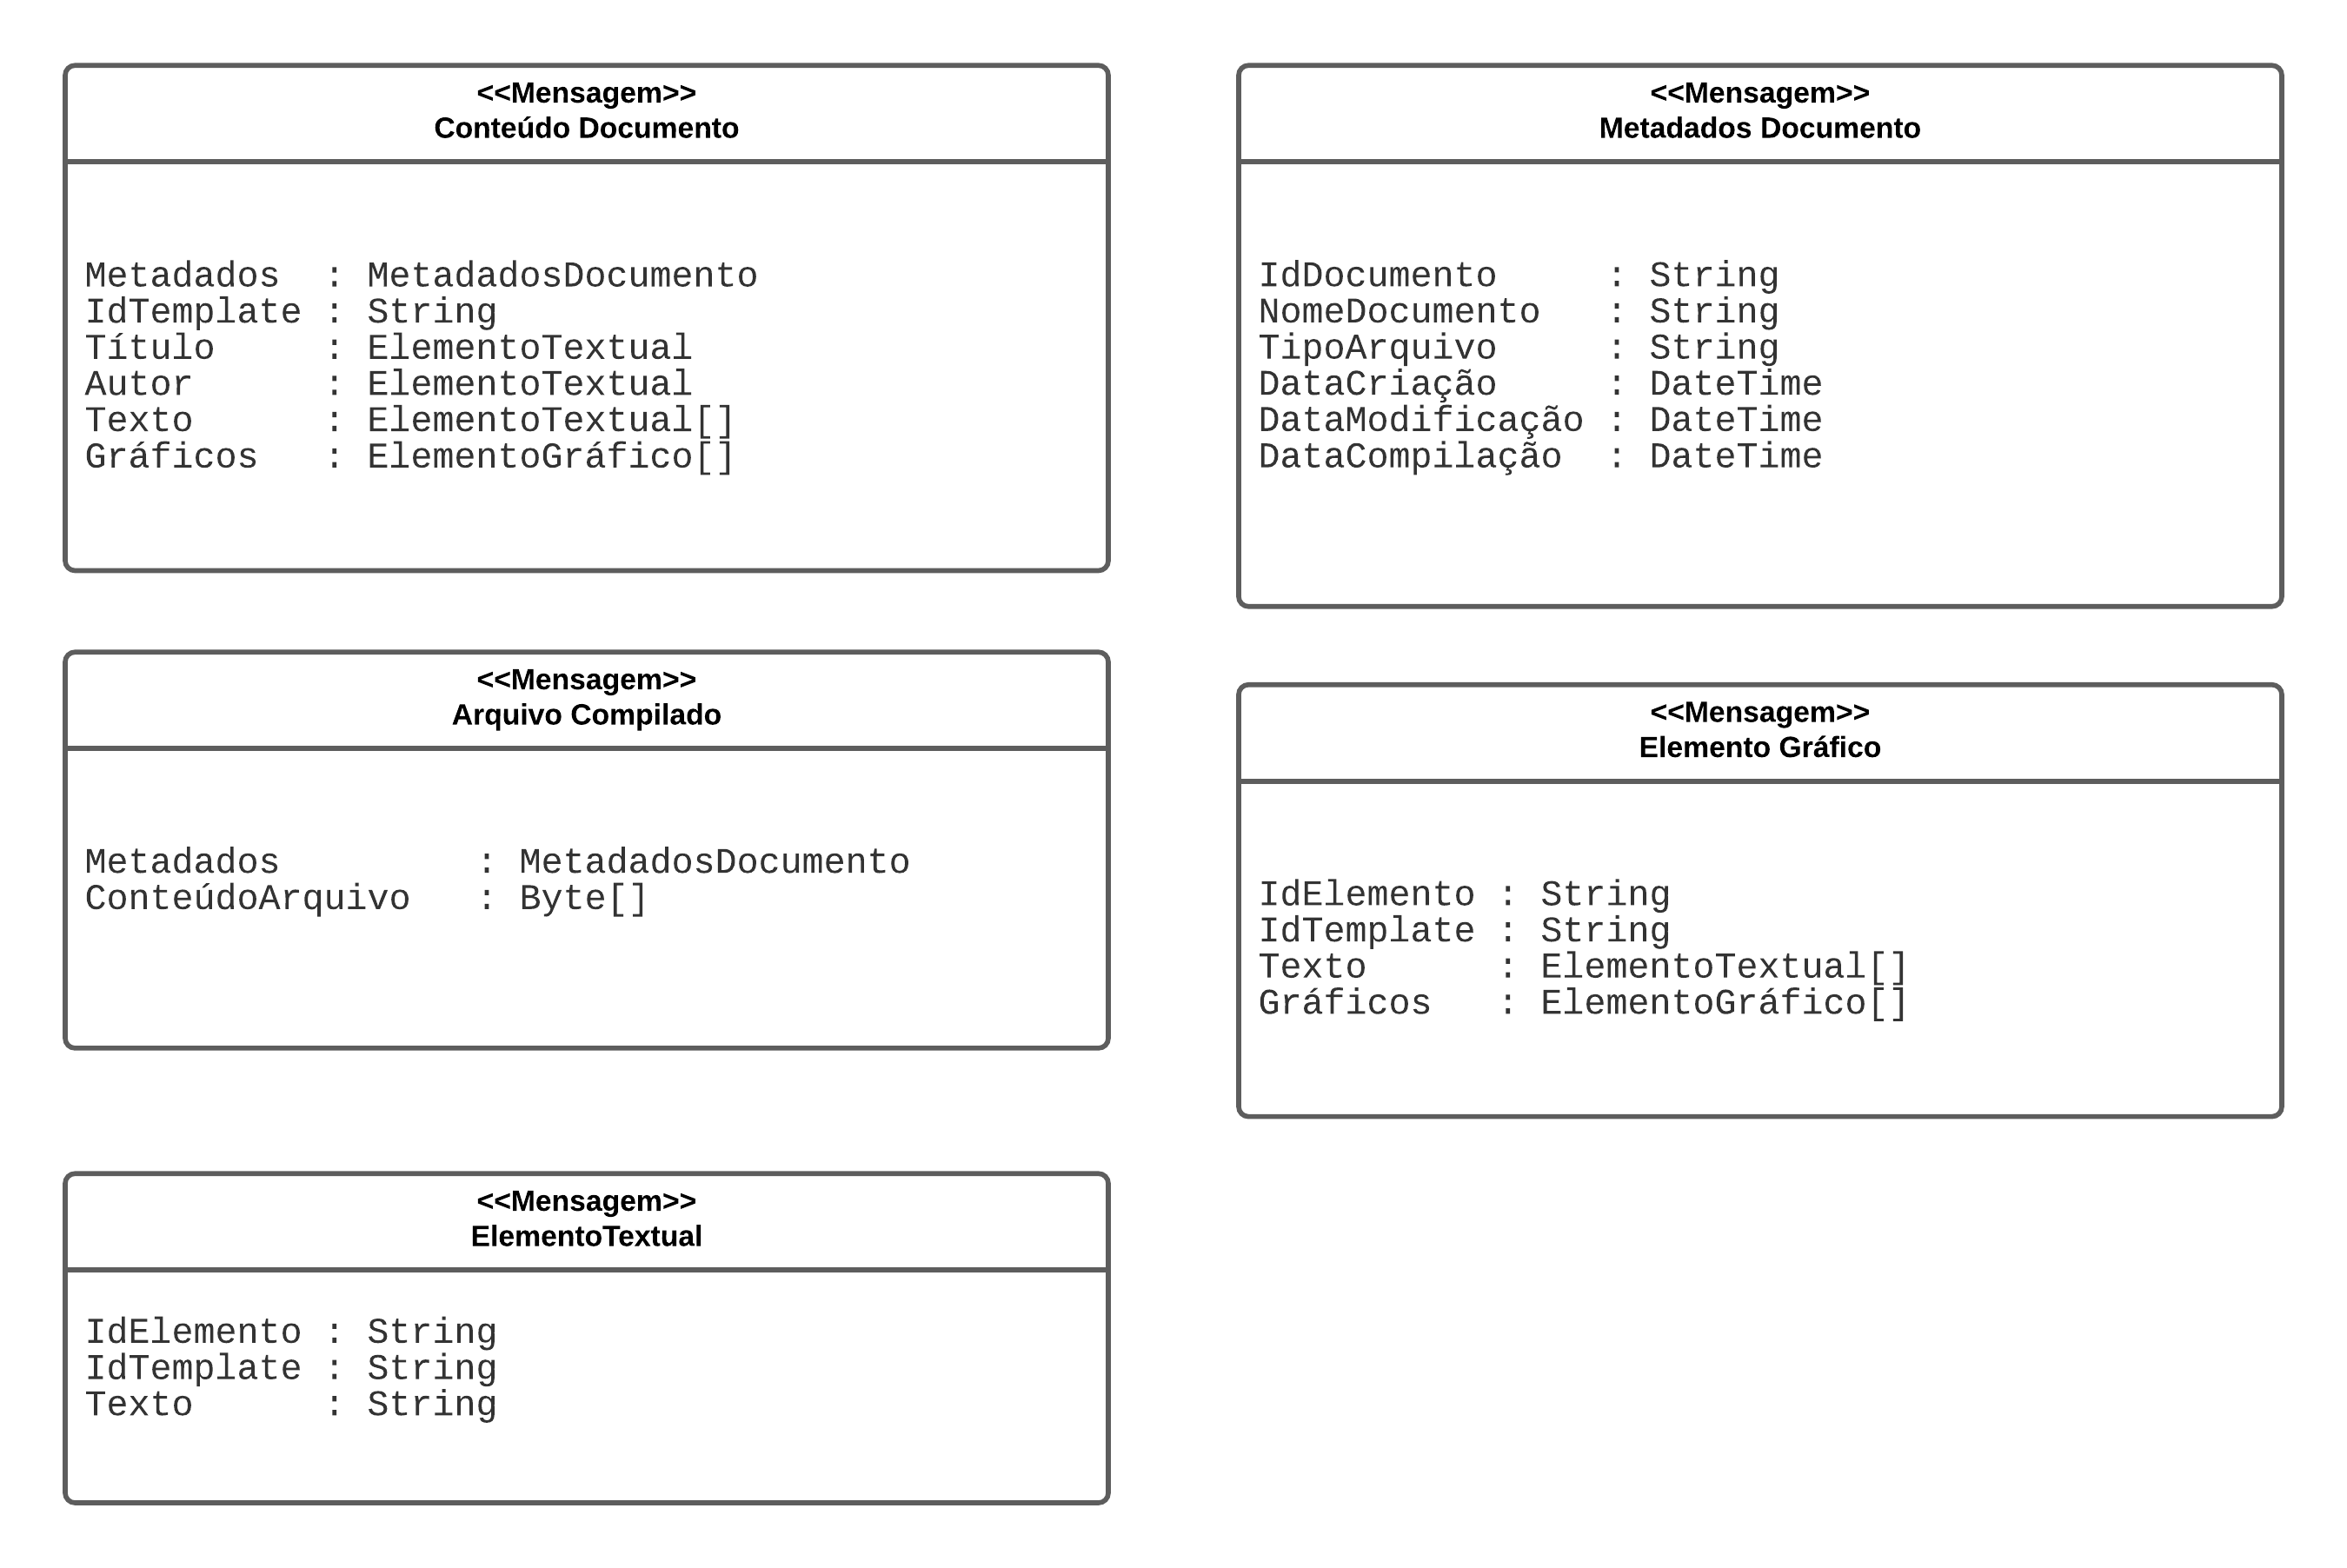 <<Mensagem>>
Conteúdo Documento
Metadados  : MetadadosDocumento
IdTemplate : String
Título     : ElementoTextual
Autor      : ElementoTextual
Texto      : ElementoTextual[]
Gráficos   : ElementoGráfico[]
<<Mensagem>>
Metadados Documento
IdDocumento     : String
NomeDocumento   : String
TipoArquivo     : String
DataCriação     : DateTime
DataModificação : DateTime
DataCompilação  : DateTime
<<Mensagem>>
Arquivo Compilado
Metadados         : MetadadosDocumento
ConteúdoArquivo   : Byte[]
<<Mensagem>>
Elemento Gráfico
IdElemento : String
IdTemplate : String
Texto      : ElementoTextual[]
Gráficos   : ElementoGráfico[]
<<Mensagem>>
ElementoTextual
IdElemento : String
IdTemplate : String
Texto      : String